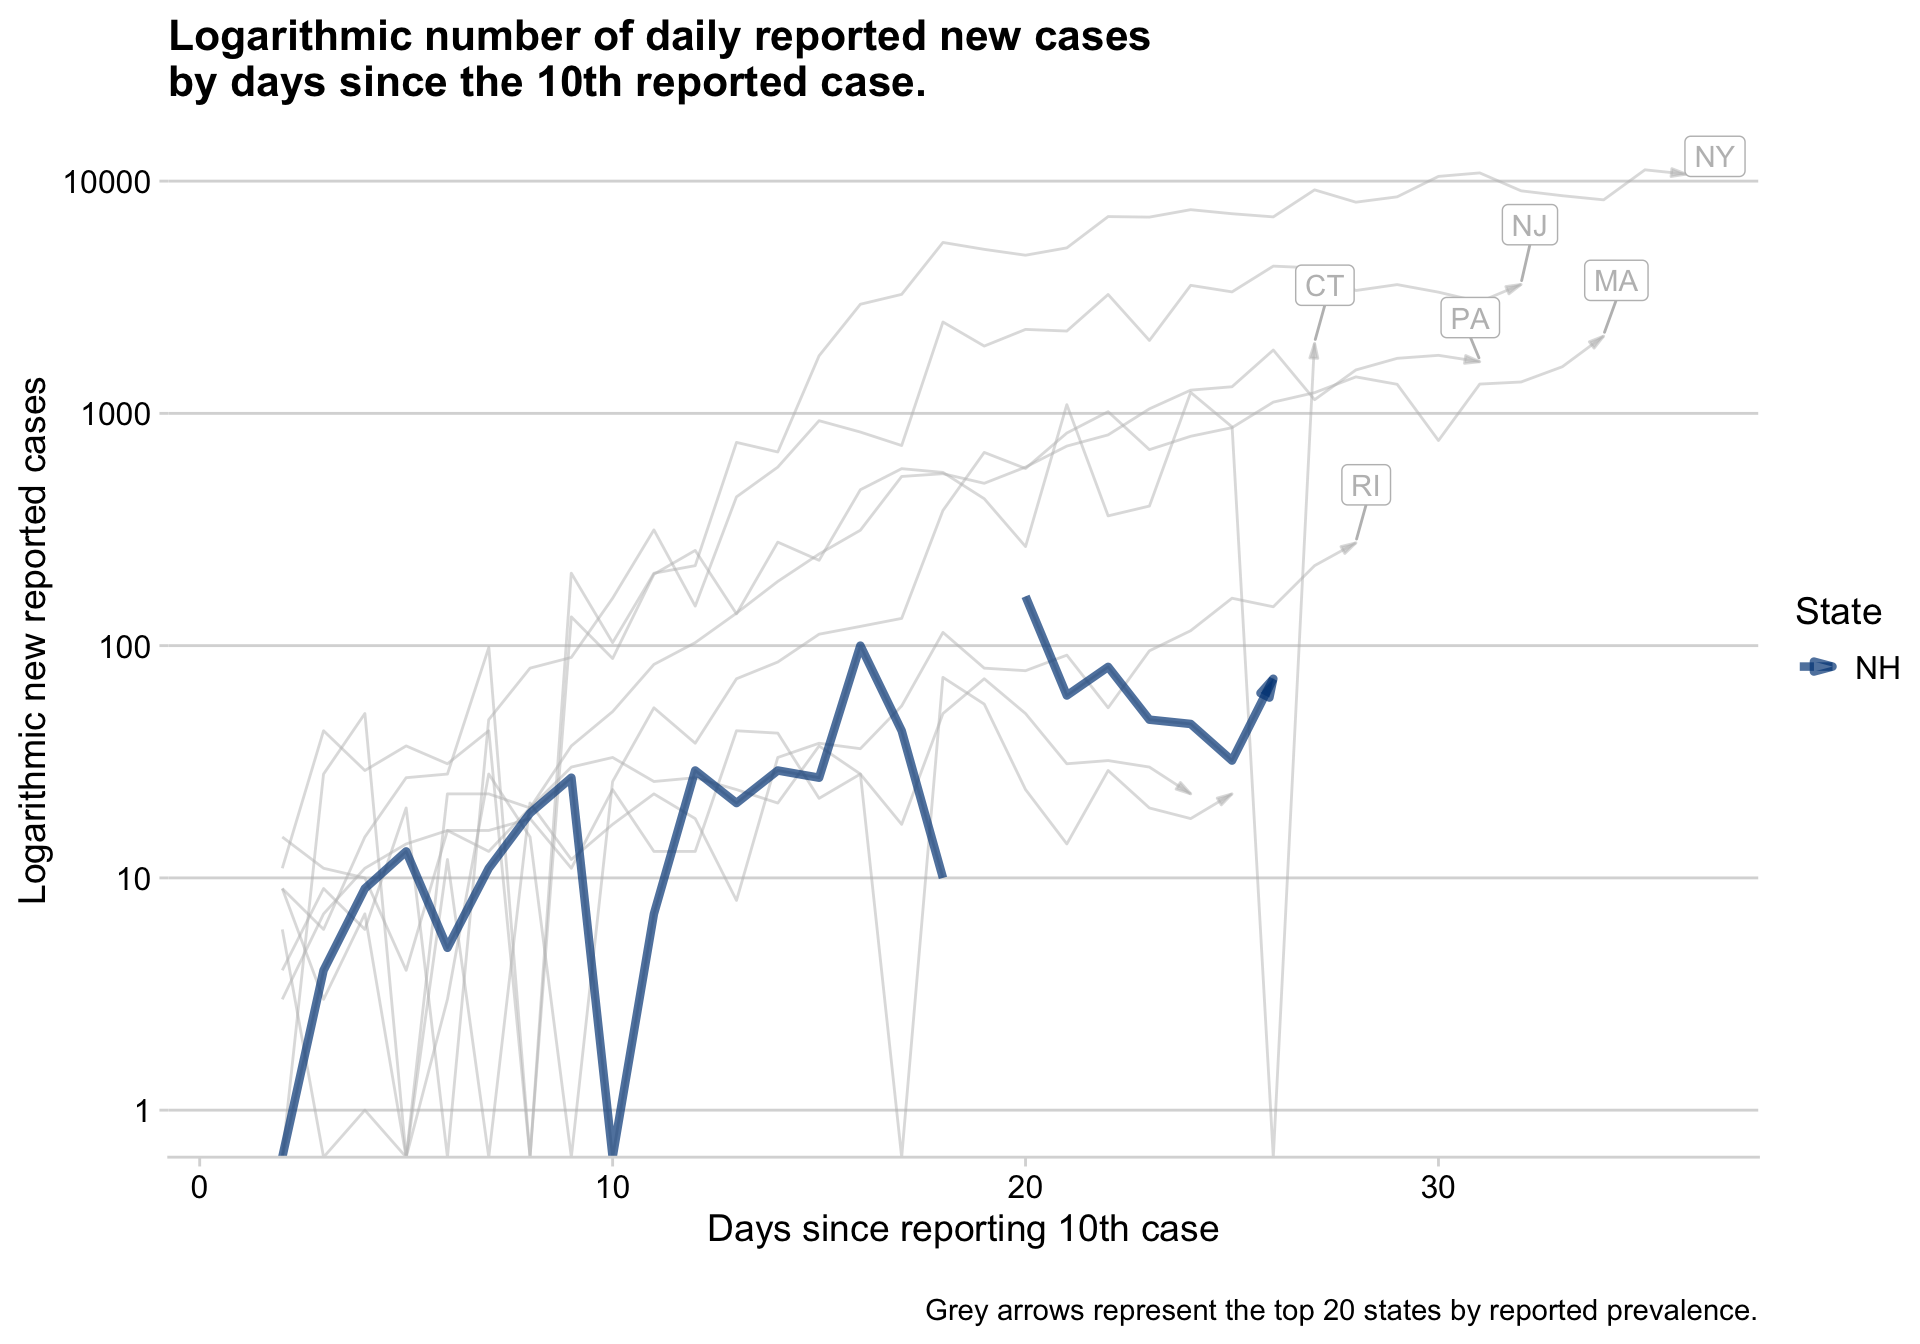 Logarithmic number of daily reported new cases
by days since the 10th reported case.
NY
10000
NJ
MA
CT
PA
1000
RI
Logarithmic new reported cases
State
100
NH
10
1
0 10 20 30
Days since reporting 10th case
Grey arrows represent the top 20 states by reported prevalence.